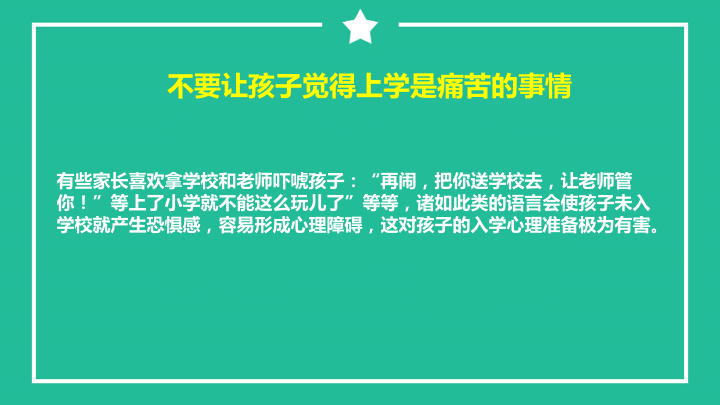 不要让孩子觉得上学是痛苦的事情
有些家长喜欢拿学校和老师吓唬孩子：“再闹，把你送学校去，让老师管
你！”等上了小学就不能这么玩儿了”等等，诸如此类的语言会使孩子未入
学校就产生恐惧感，容易形成心理障碍，这对孩子的入学心理准备极为有害。